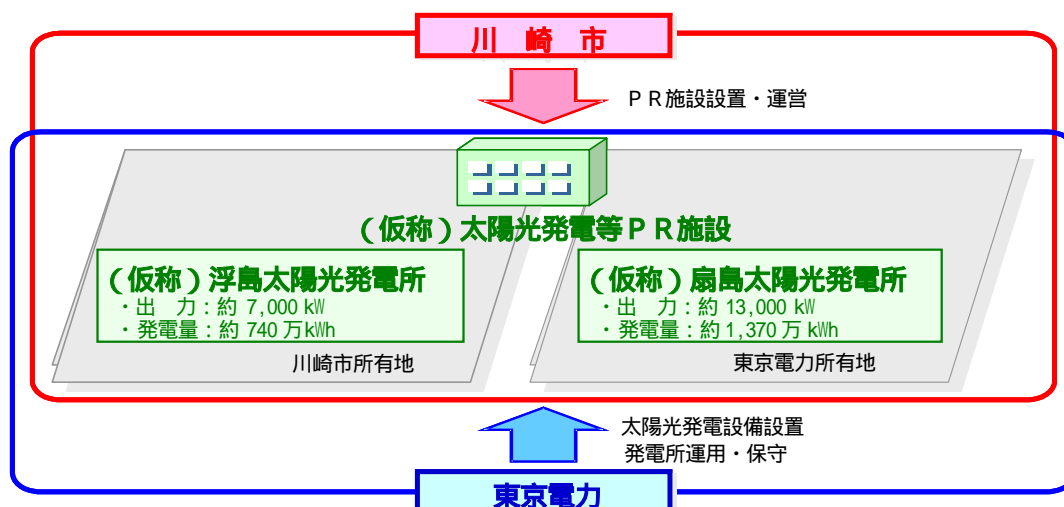 川 崎 市
ＰＲ施設設置・運営
（仮称）太陽光発電等ＰＲ施設
（仮称）浮島太陽光発電所
・出　力：約 7,000 kW
・発電量：約 740 万kWh
川崎市所有地
（仮称）扇島太陽光発電所
・出　力：約 13,000 kW
・発電量：約 1,370 万 kWh
東京電力所有地
太陽光発電設備設置
発電所運用・保守
東京電力